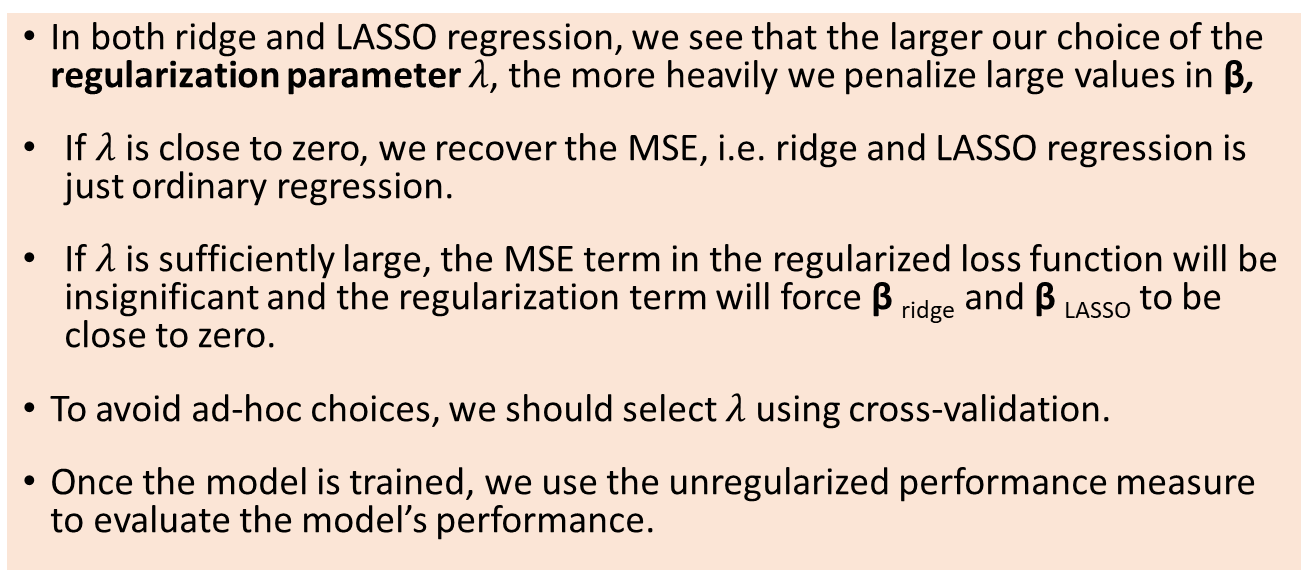 • In both ridge and LASSO regression, we see that the larger our choice of the
regularization parameter λ, the more heavily we penalize large values in β,
• If λ is close to zero, we recover the MSE, i.e. ridge and LASSO regression is
just ordinary regression.
• If λ is sufficiently large, the MSE term in the regularized loss function will be
insignificant and the regularization term will force β ridge and β LASSO to be
close to zero.
• To avoid ad-hoc choices, we should select λ using cross-validation.
• Once the model is trained, we use the unregularized performance measure
to evaluate the model’s performance.